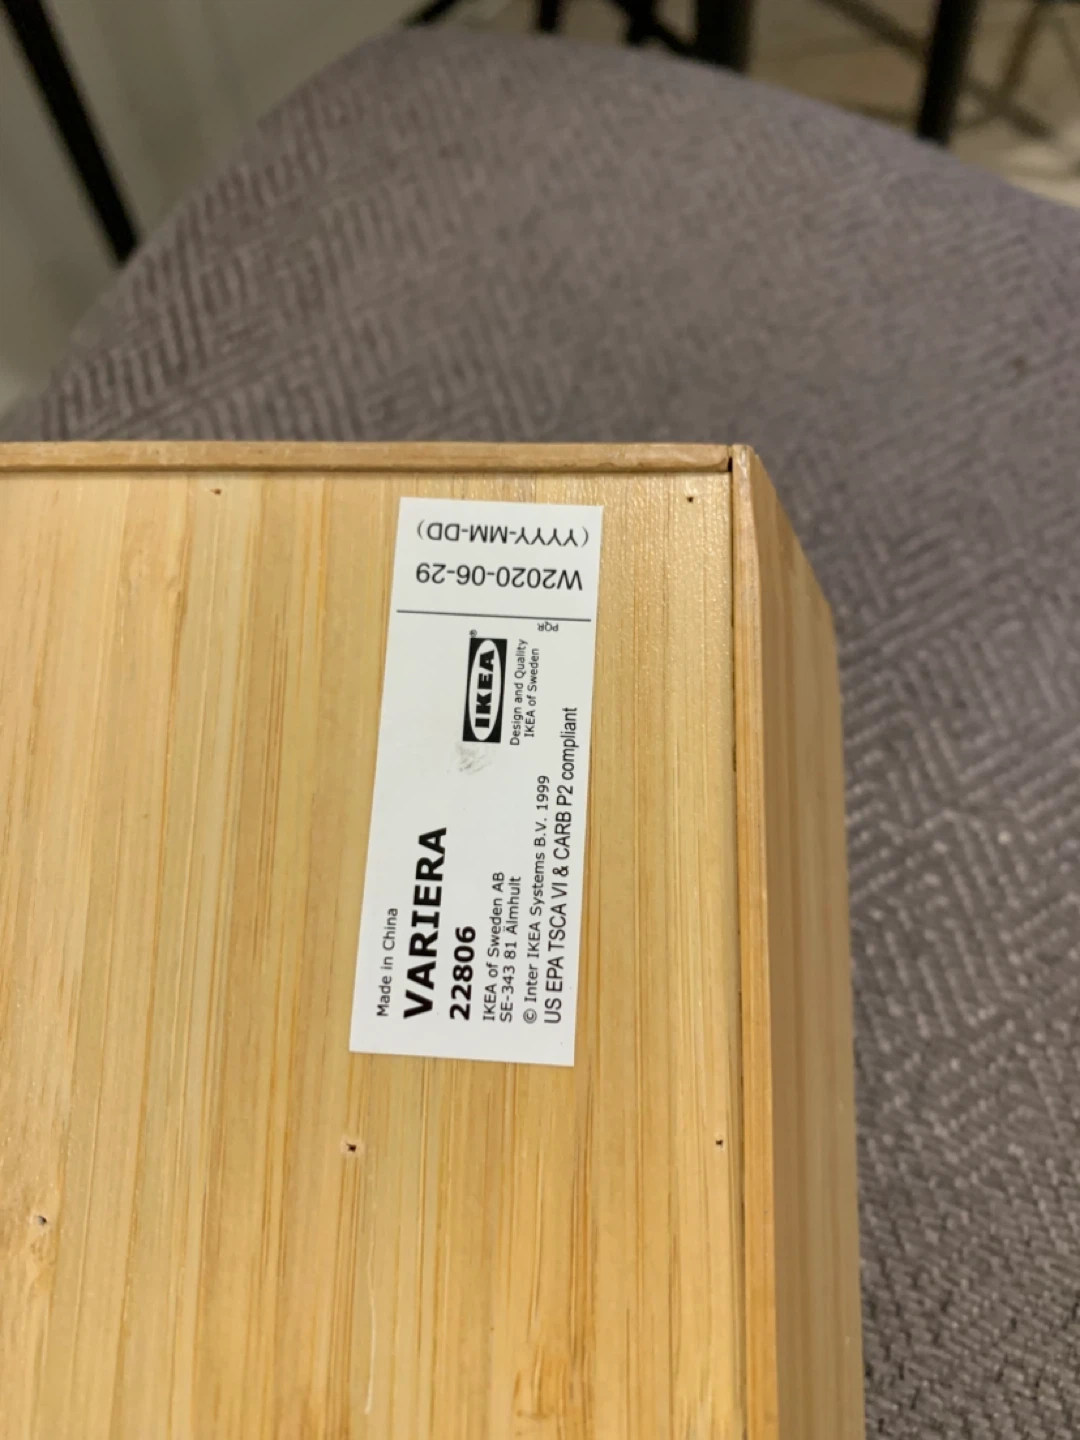 Made in China
VARIERA
22806
IKEA of Sweden AB
SE-343 81 Älmhult
© Inter IKEA Systems B.V. 1999
US EPA TSCA VI & CARB P2 compliant
IKEA®
Design and Quality
IKEA of Sweden
PQR
W2020-06-29
(YYYY-MM-DD)